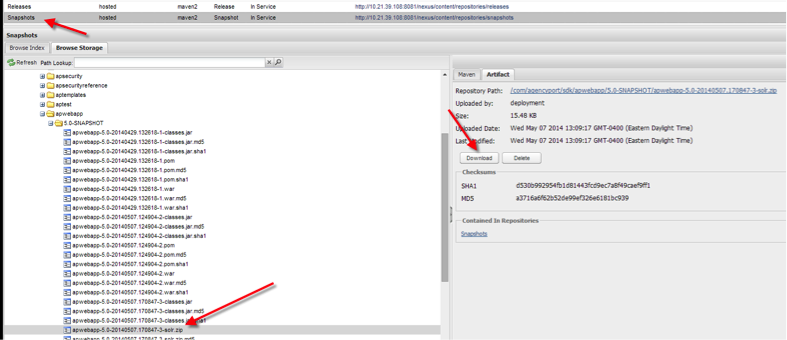 Releases hosted maven2 Release In Service http://10.21.39.108:8081/nexus/content/repositories/releases
Snapshots hosted maven2 Snapshot In Service http://10.21.39.108:8081/nexus/content/repositories/snapshots
Snapshots
Browse Index Browse Storage
Refresh Path Lookup:
apsecurity
apsecurityreference
aptemplates
aptest
apwebapp
5.0-SNAPSHOT
apwebapp-5.0-20140429.132618-1-classes.jar
apwebapp-5.0-20140429.132618-1-classes.jar.md5
apwebapp-5.0-20140429.132618-1-classes.jar.sha1
apwebapp-5.0-20140429.132618-1.pom
apwebapp-5.0-20140429.132618-1.pom.md5
apwebapp-5.0-20140429.132618-1.pom.sha1
apwebapp-5.0-20140429.132618-1.war
apwebapp-5.0-20140429.132618-1.war.md5
apwebapp-5.0-20140429.132618-1.war.sha1
apwebapp-5.0-20140507.124904-2-classes.jar
apwebapp-5.0-20140507.124904-2-classes.jar.md5
apwebapp-5.0-20140507.124904-2-classes.jar.sha1
apwebapp-5.0-20140507.124904-2.pom
apwebapp-5.0-20140507.124904-2.pom.md5
apwebapp-5.0-20140507.124904-2.pom.sha1
apwebapp-5.0-20140507.124904-2.war
apwebapp-5.0-20140507.124904-2.war.md5
apwebapp-5.0-20140507.124904-2.war.sha1
apwebapp-5.0-20140507.170847-3-classes.jar
apwebapp-5.0-20140507.170847-3-classes.jar.md5
apwebapp-5.0-20140507.170847-3-classes.jar.sha1
apwebapp-5.0-20140507.170847-3-solr.zip
apwebapp-5.0-20140507.170847-3-solr.zip.md5
Maven Artifact
Repository Path: /com/agencyport/sdk/apwebapp/5.0-SNAPSHOT/apwebapp-5.0-20140507.170847-3-solr.zip
Uploaded by: deployment
Size: 15.48 KB
Uploaded Date: Wed May 07 2014 13:09:17 GMT-0400 (Eastern Daylight Time)
Last Modified: Wed May 07 2014 13:09:17 GMT-0400 (Eastern Daylight Time)
Download Delete
Checksums
SHA1 d530b992954fb1d81443fcd9ec7a8f49caef9ff1
MD5 a3716a6f62b52de99ef326e6181bc939
Contained In Repositories
Snapshots